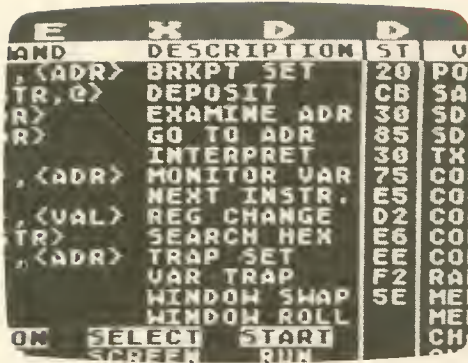 E X D D
MAND DESCRIPTION ST V
,<ADR> BRKPT SET 20 PO
TR,@> DEPOSIT CB SA
R> EXAMINE ADR 30 SD
R> GO TO ADR 85 SD
INTERPRET 30 TX
,<ADR> MONITOR VAR 75 CO
NEXT INSTR. E5 CO
,<VAL> REG CHANGE D2 CO
TR> SEARCH HEX E6 CO
,<ADR> TRAP SET EE CO
VAR TRAP F2 RA
WINDOW SWAP 5E ME
WINDOW ROLL ME
ON SELECT START CH
SCREEN RUN